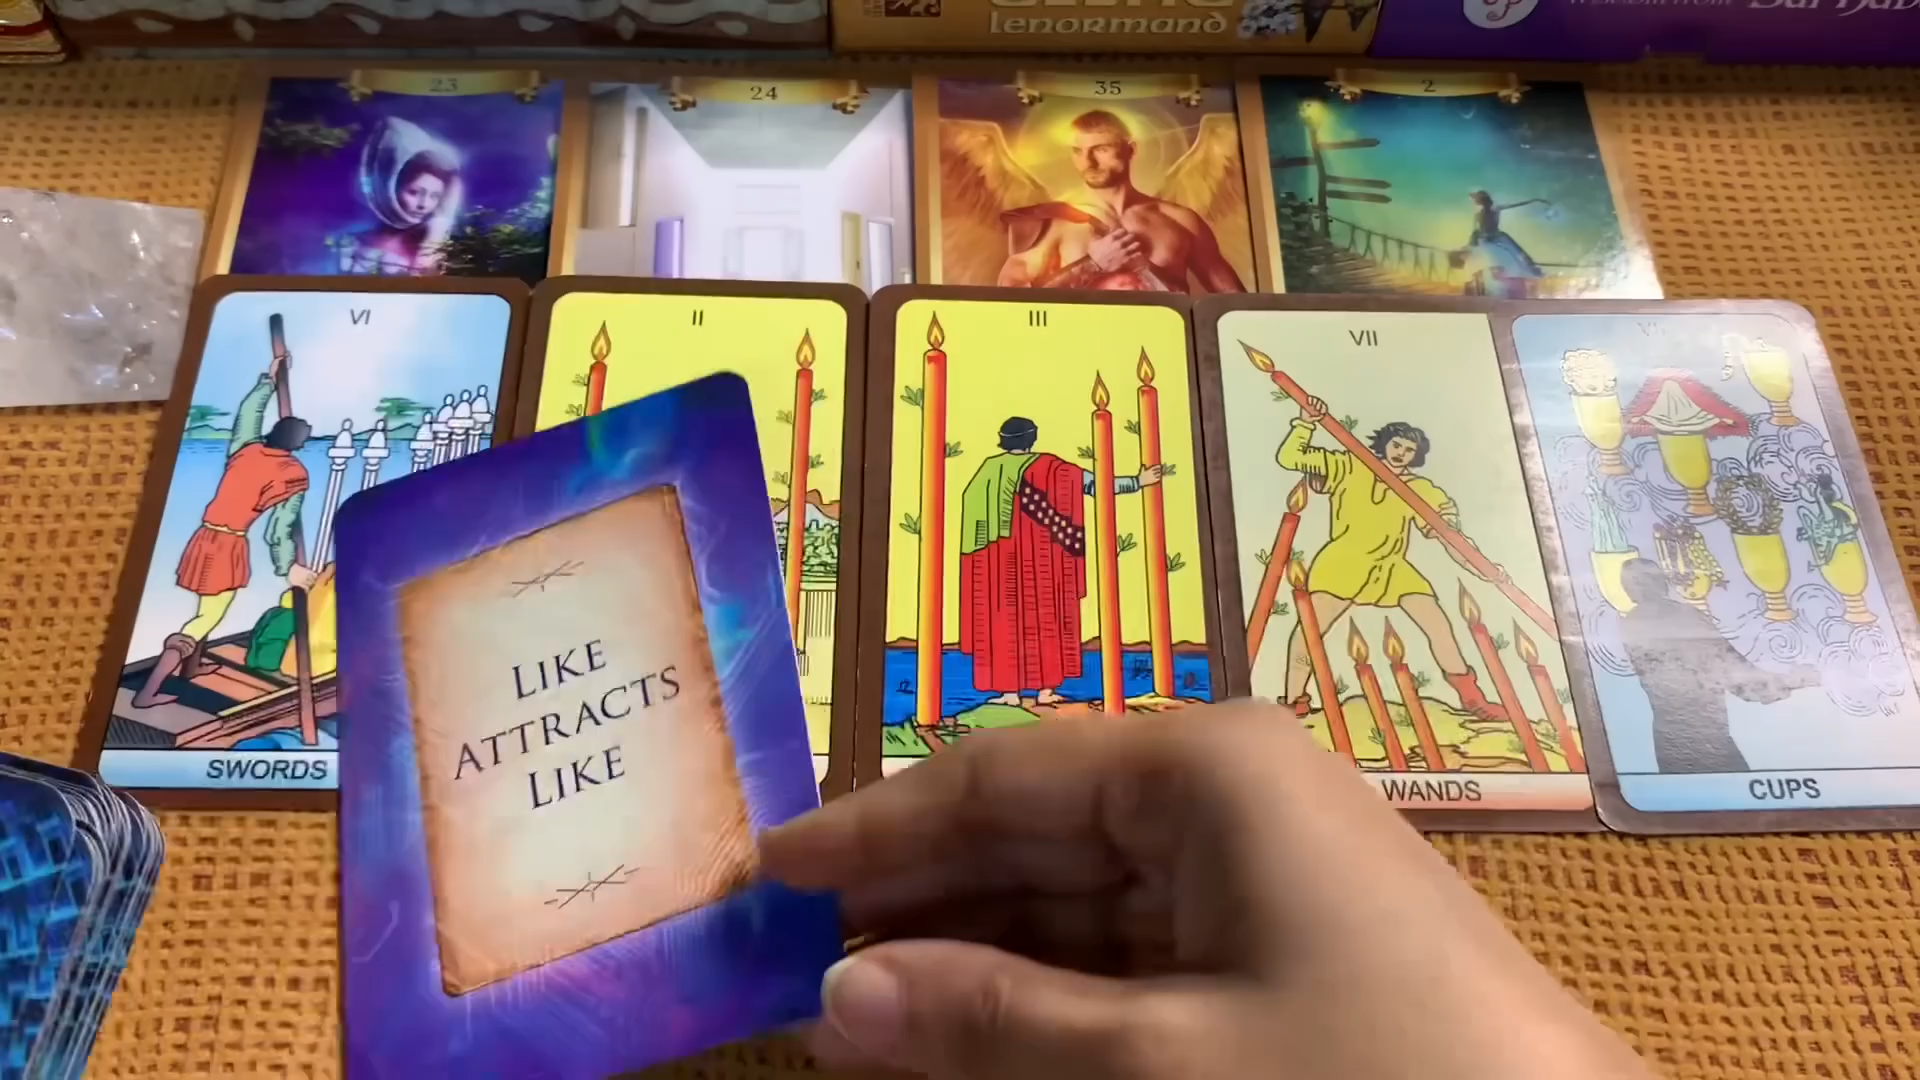 lenormand
23
24
35
2
VI
II
III
VII
LIKE
ATTRACTS
LIKE
SWORDS
WANDS
CUPS